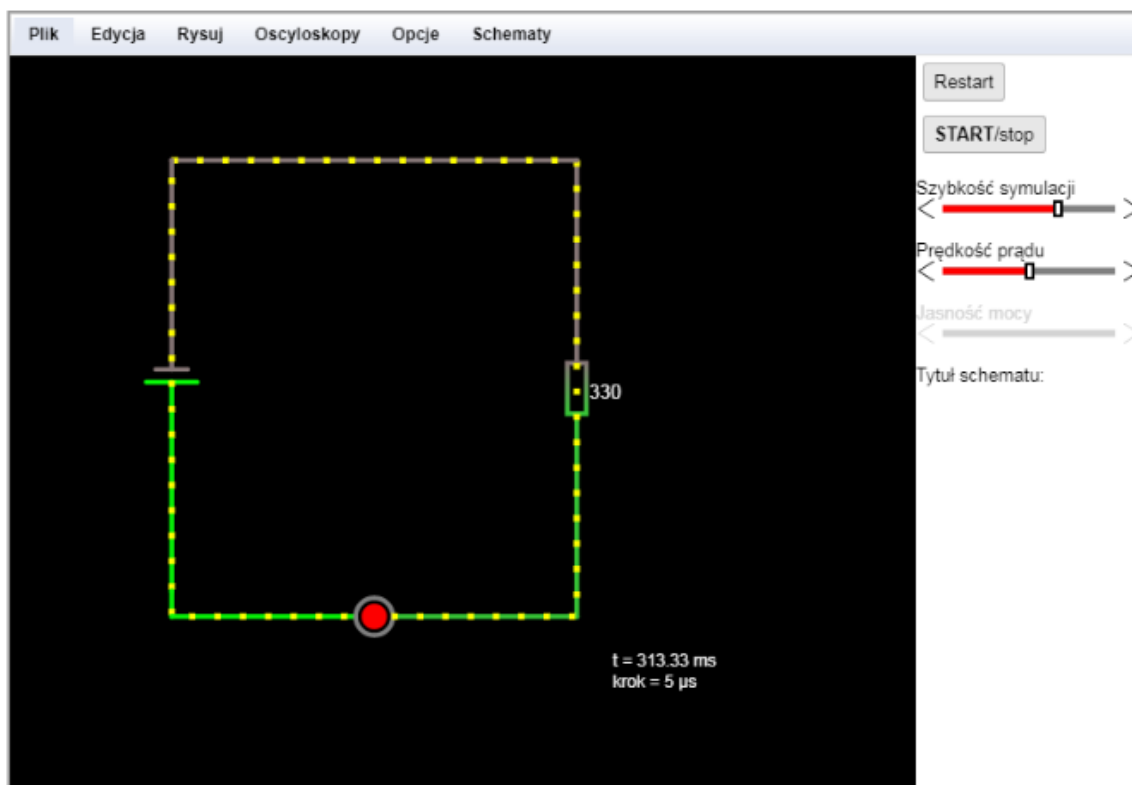 Plik Edycja Rysuj Oscyloskopy Opcje Schematy
Restart
START/stop
Szybkość symulacji
Prędkość prądu
Jasność mocy
Tytuł schematu:
330
t = 313.33 ms
krok = 5 µs